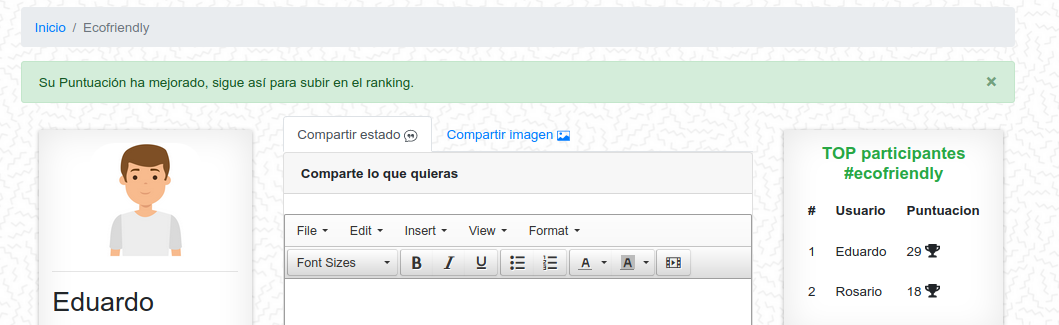 Inicio / Ecofriendly
Su Puntuación ha mejorado, sigue así para subir en el ranking.
×
Eduardo
Compartir estado
Compartir imagen
Comparte lo que quieras
File Edit Insert View Format
Font Sizes B I U A A
TOP participantes
#ecofriendly
# Usuario Puntuacion
1 Eduardo 29
2 Rosario 18